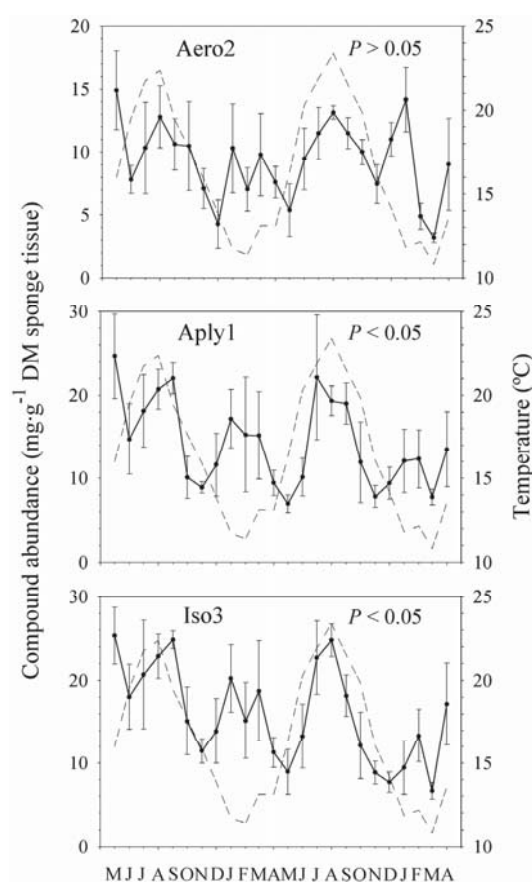 Compound abundance (mg·g⁻¹ DM sponge tissue)
Temperature (ºC)
Aero2 P > 0.05
20 25
15 20
10
5 15
0 10
Aply1 P < 0.05
30 25
20 20
10 15
0 10
Iso3 P < 0.05
30 25
20 20
10 15
0 10
M J J A S O N D J F M A M J J A S O N D J F M A